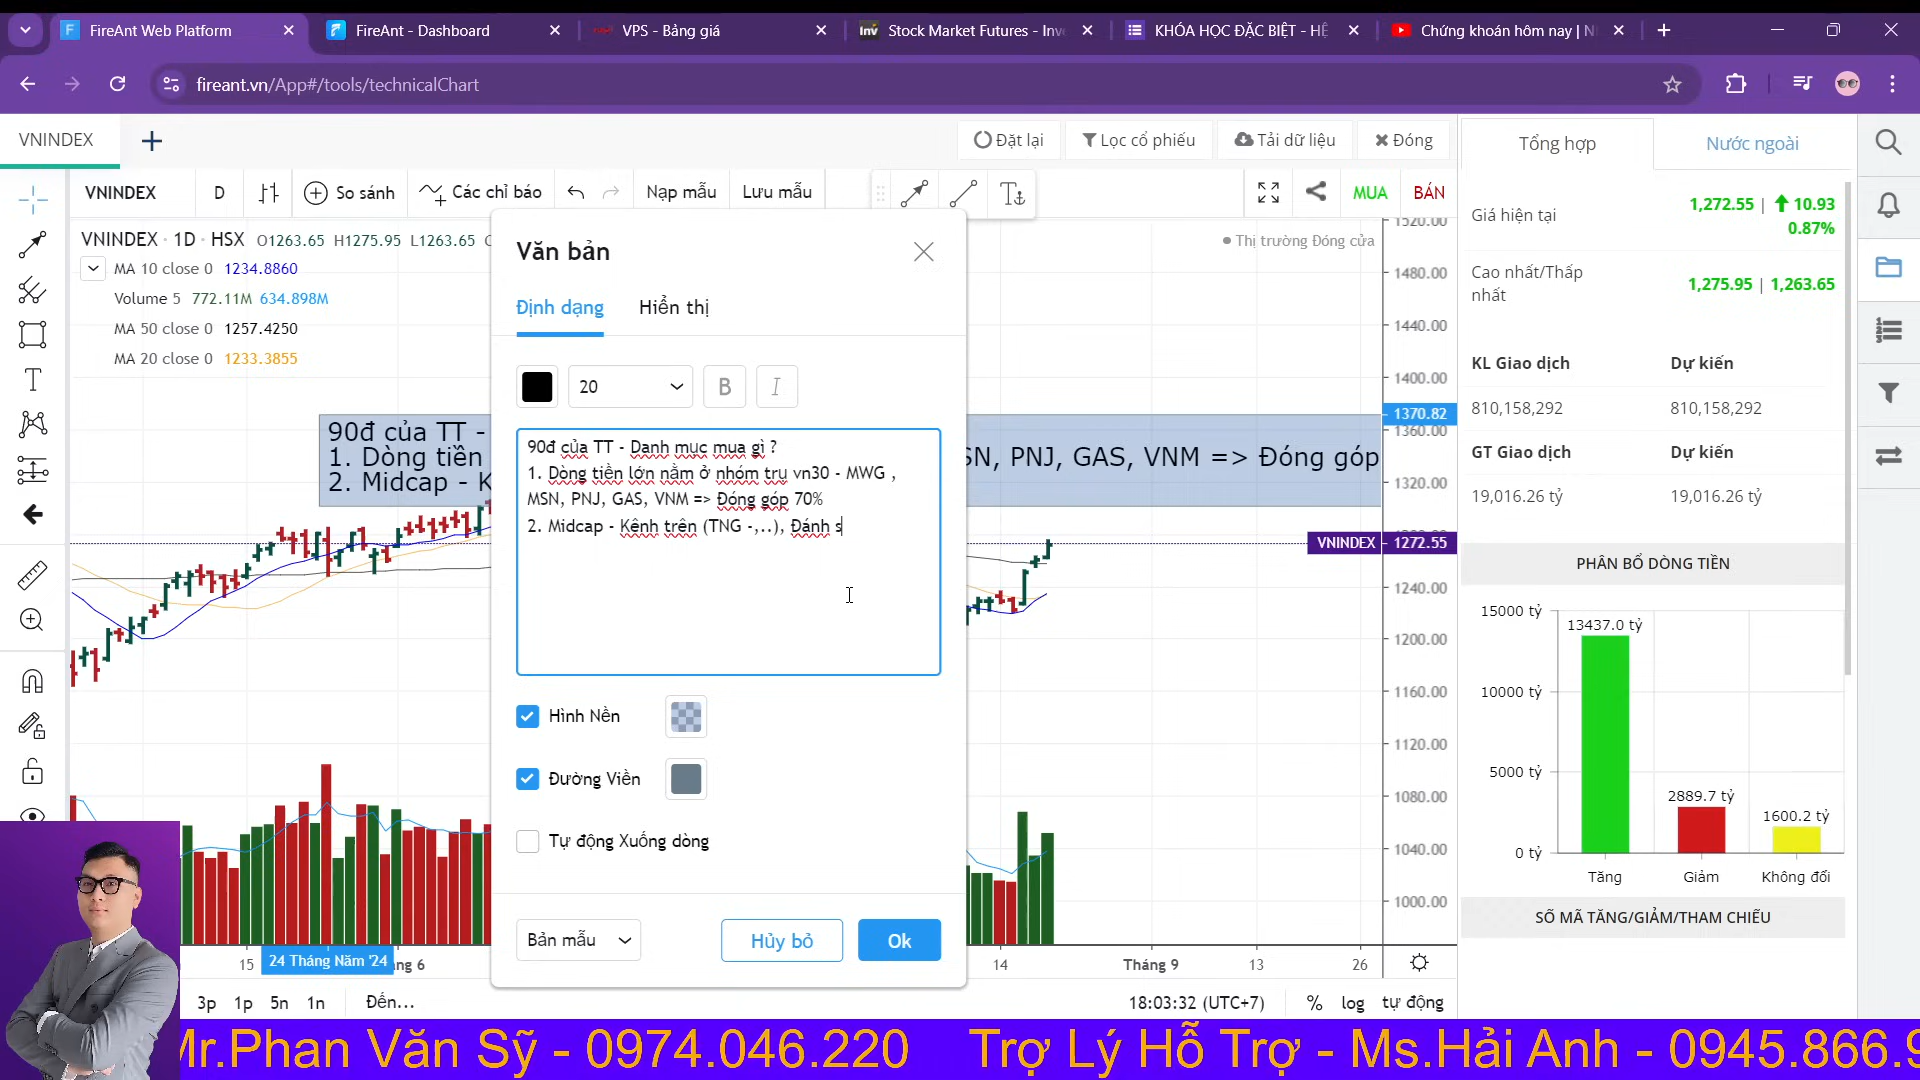 FireAnt Web Platform
FireAnt - Dashboard
VPS - Bảng giá
Stock Market Futures - Inv
KHÓA HỌC ĐẶC BIỆT - HỆ
Chứng khoán hôm nay | N
fireant.vn/App#/tools/technicalChart
VNINDEX
Đặt lại
Lọc cổ phiếu
Tải dữ liệu
Đóng
VNINDEX
D
So sánh
Các chỉ báo
Nạp mẫu
Lưu mẫu
MUA
BÁN
VNINDEX · 1D · HSX O1263.65 H1275.95 L1263.65
Thị trường Đóng cửa
MA 10 close 0 1234.8860
Volume 5 772.11M 634.898M
MA 50 close 0 1257.4250
MA 20 close 0 1233.3855
90đ của TT -
1. Dòng tiền
2. Midcap - K
SN, PNJ, GAS, VNM => Đóng góp
Văn bản
Định dạng
Hiển thị
20
B
I
90đ của TT - Danh mục mua gì ?
1. Dòng tiền lớn nằm ở nhóm trụ vn30 - MWG ,
MSN, PNJ, GAS, VNM => Đóng góp 70%
2. Midcap - Kênh trên (TNG -,..), Đánh s
Hình Nền
Đường Viền
Tự động Xuống dòng
Bản mẫu
Hủy bỏ
Ok
1520.00
1480.00
1440.00
1400.00
1370.82
1360.00
1320.00
VNINDEX
1272.55
1240.00
1200.00
1160.00
1120.00
1080.00
1040.00
1000.00
15
24 Tháng Năm '24
ng 6
14
Tháng 9
13
26
3p
1p
5n
1n
Đến...
18:03:32 (UTC+7)
%
log
tự động
Tổng hợp
Nước ngoài
Giá hiện tại
1,272.55 | 10.93
0.87%
Cao nhất/Thấp
nhất
1,275.95 | 1,263.65
KL Giao dịch
Dự kiến
810,158,292
810,158,292
GT Giao dịch
Dự kiến
19,016.26 tỷ
19,016.26 tỷ
PHÂN BỔ DÒNG TIỀN
15000 tỷ
10000 tỷ
5000 tỷ
0 tỷ
13437.0 tỷ
2889.7 tỷ
1600.2 tỷ
Tăng
Giảm
Không đổi
SỐ MÃ TĂNG/GIẢM/THAM CHIẾU
Mr.Phan Văn Sỹ - 0974.046.220 Trợ Lý Hỗ Trợ - Ms.Hải Anh - 0945.866.9